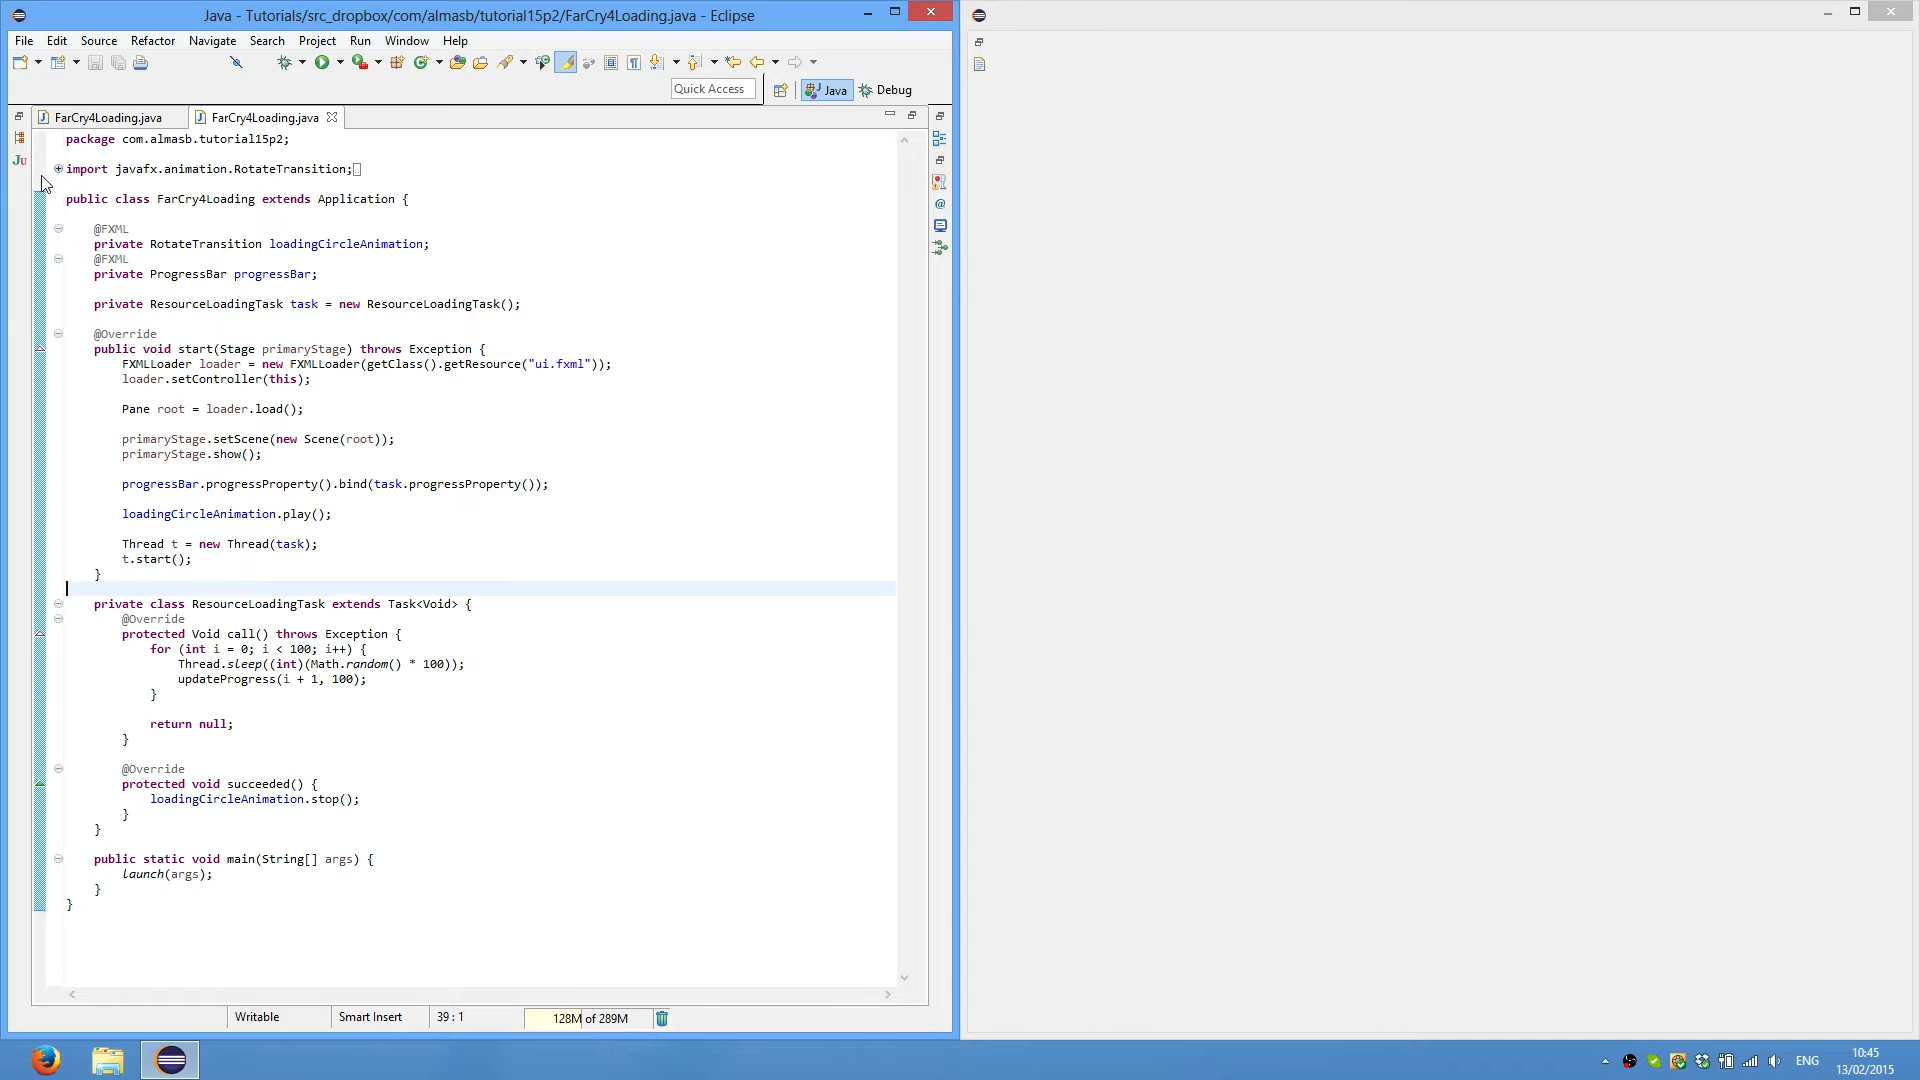 Java - Tutorials/src_dropbox/com/almasb/tutorial15p2/FarCry4Loading.java - Eclipse
File Edit Source Refactor Navigate Search Project Run Window Help
Quick Access
Java
Debug
FarCry4Loading.java
FarCry4Loading.java
package com.almasb.tutorial15p2;
import javafx.animation.RotateTransition;
public class FarCry4Loading extends Application {
@FXML
private RotateTransition loadingCircleAnimation;
@FXML
private ProgressBar progressBar;
private ResourceLoadingTask task = new ResourceLoadingTask();
@Override
public void start(Stage primaryStage) throws Exception {
FXMLLoader loader = new FXMLLoader(getClass().getResource("ui.fxml"));
loader.setController(this);
Pane root = loader.load();
primaryStage.setScene(new Scene(root));
primaryStage.show();
progressBar.progressProperty().bind(task.progressProperty());
loadingCircleAnimation.play();
Thread t = new Thread(task);
t.start();
}
private class ResourceLoadingTask extends Task<Void> {
@Override
protected Void call() throws Exception {
for (int i = 0; i < 100; i++) {
Thread.sleep((int)(Math.random() * 100));
updateProgress(i + 1, 100);
}
return null;
}
@Override
protected void succeeded() {
loadingCircleAnimation.stop();
}
}
public static void main(String[] args) {
launch(args);
}
}
Writable
Smart Insert
39 : 1
128M of 289M
ENG
10:45
13/02/2015